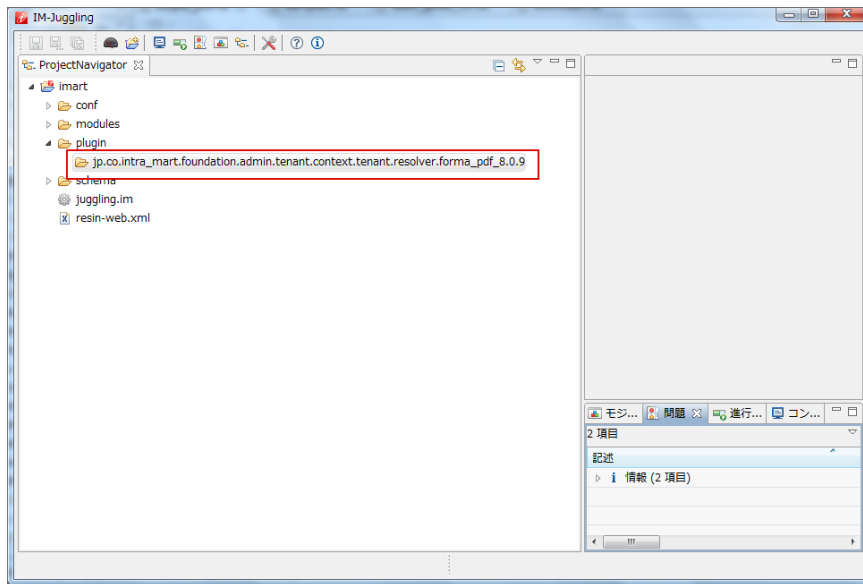 IM-Juggling
ProjectNavigator
imart
conf
modules
plugin
jp.co.intra_mart.foundation.admin.tenant.context.tenant.resolver.forma_pdf_8.0.9
schema
juggling.im
resin-web.xml
モジ... 問題 進行... コン...
2 項目
記述
i 情報 (2 項目)